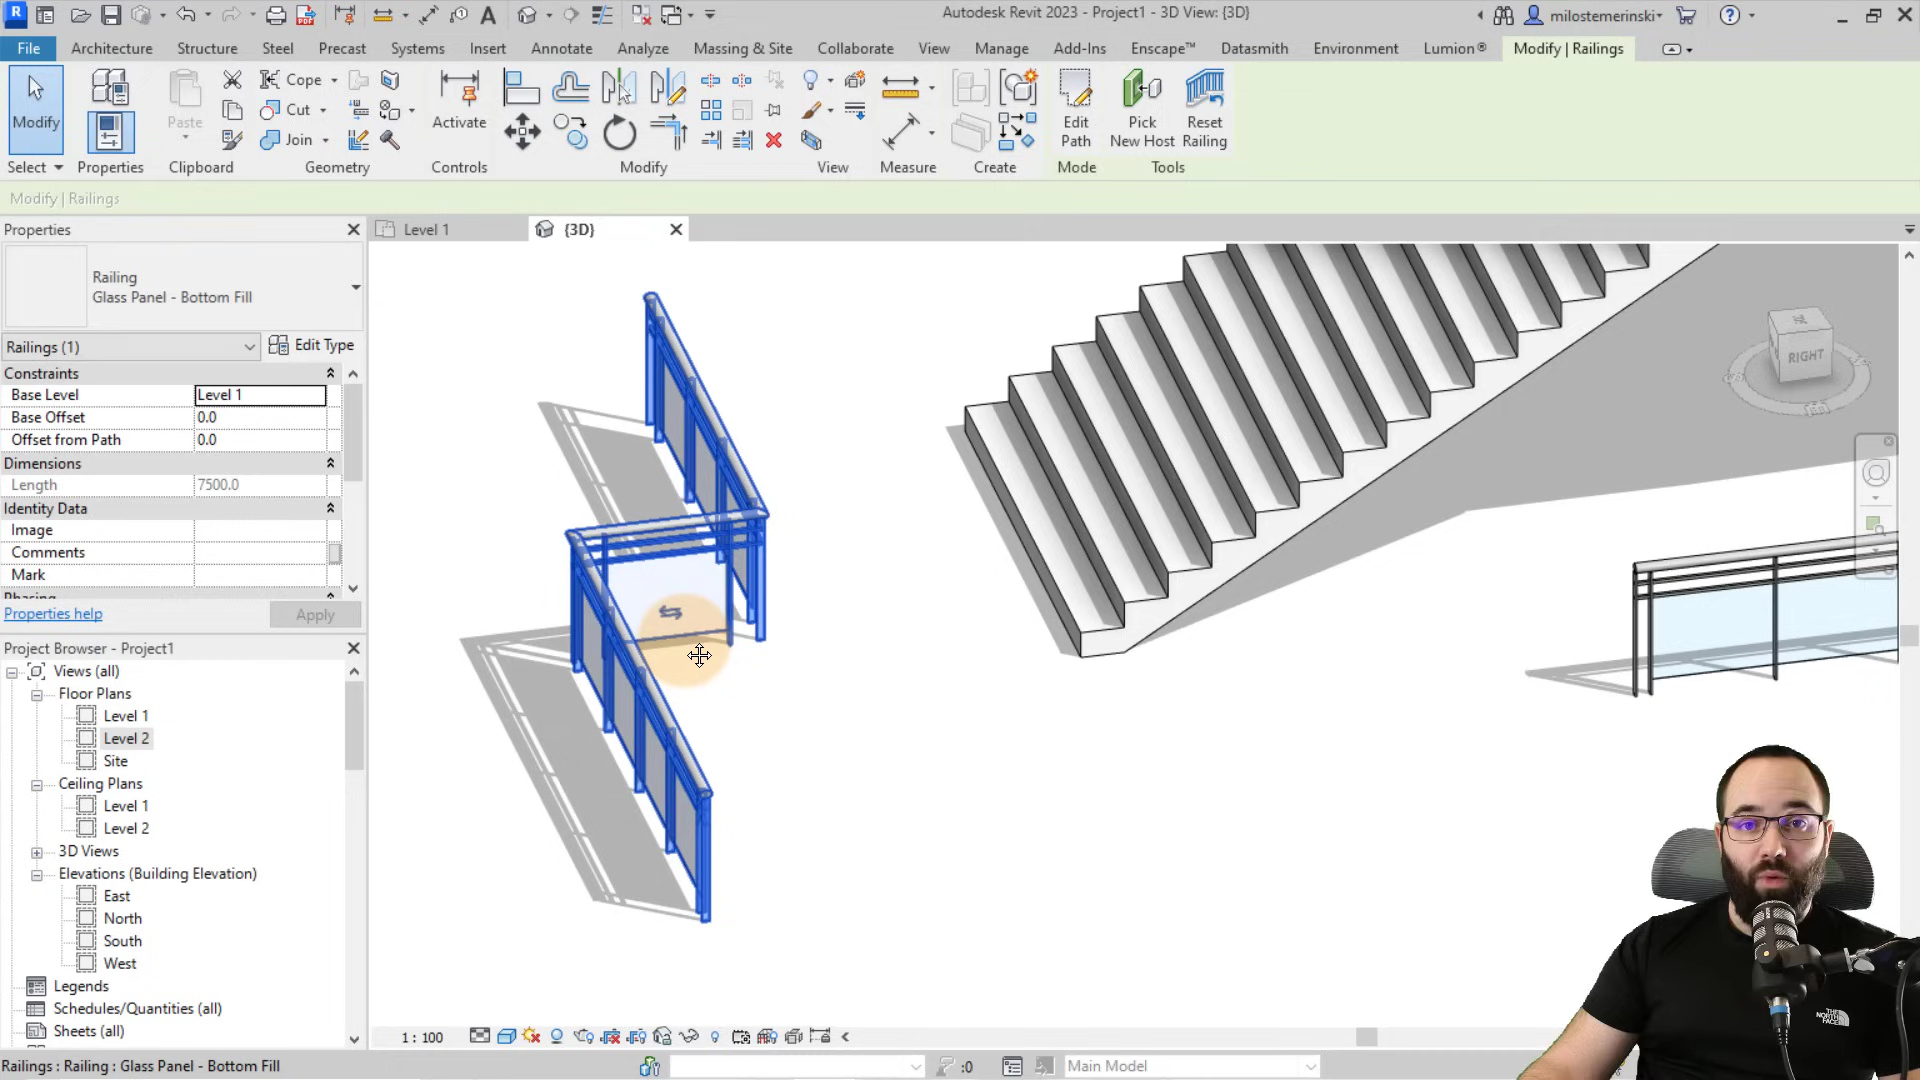 Autodesk Revit 2023 - Project1 - 3D View: {3D}
milostemerinski
File Architecture Structure Steel Precast Systems Insert Annotate Analyze Massing & Site Collaborate View Manage Add-Ins Enscape™ Datasmith Environment Lumion® Modify | Railings
Modify
Paste
Cope
Cut
Join
Activate
Edit Path
Pick New Host
Reset Railing
Select Properties Clipboard Geometry Controls Modify View Measure Create Mode Tools
Modify | Railings
Properties
Level 1
{3D}
Railing
Glass Panel - Bottom Fill
Railings (1)
Edit Type
Constraints
Base Level Level 1
Base Offset 0.0
Offset from Path 0.0
Dimensions
Length 7500.0
Identity Data
Image
Comments
Mark
Phasing
Properties help
Apply
Project Browser - Project1
Views (all)
Floor Plans
Level 1
Level 2
Site
Ceiling Plans
Level 1
Level 2
3D Views
Elevations (Building Elevation)
East
North
South
West
Legends
Schedules/Quantities (all)
Sheets (all)
RIGHT
1 : 100
Railings : Railing : Glass Panel - Bottom Fill
:0
Main Model
THE NORTH FACE